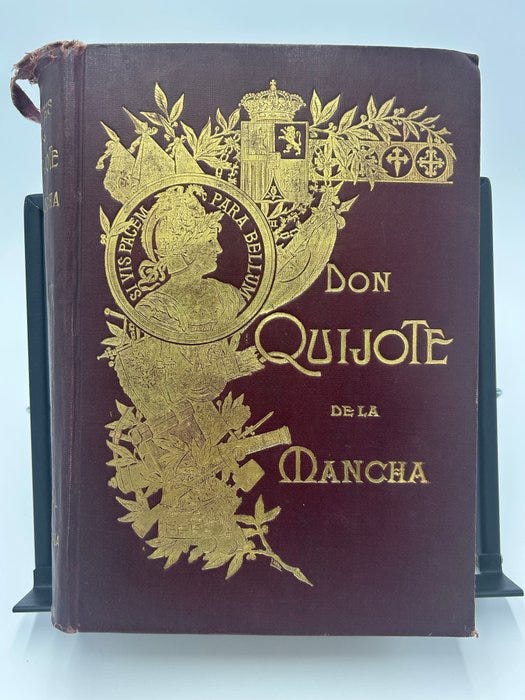 SI VIS PACEM PARA BELLUM
DON
QUIJOTE
DE LA
MANCHA